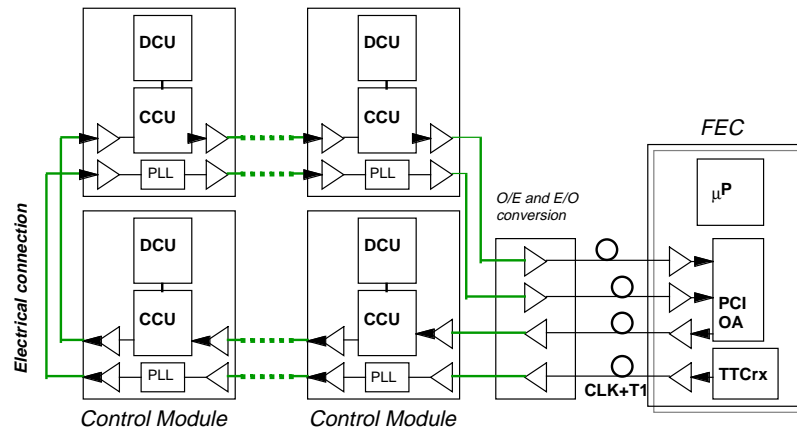 DCU
DCU
CCU
CCU
FEC
PLL
PLL
µP
O/E and E/O
conversion
Electrical connection
DCU
DCU
PCI
OA
CCU
CCU
PLL
PLL
CLK+T1
TTCrx
Control Module
Control Module